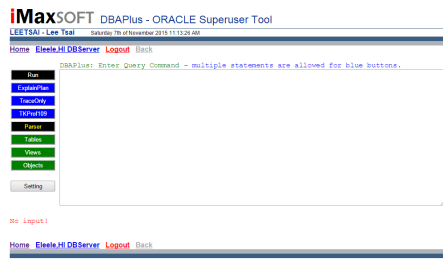 iMaxSOFT DBAPlus - ORACLE Superuser Tool
LEETSAI - Lee Tsai Saturday 7th of November 2015 11:13:26 AM
Home Eleele,HI DBServer Logout Back
DBAPlus: Enter Query Command - multiple statements are allowed for blue buttons.
Run
ExplainPlan
TraceOnly
TKProf109
Parser
Tables
Views
Objects
Setting
No input!
Home Eleele,HI DBServer Logout Back